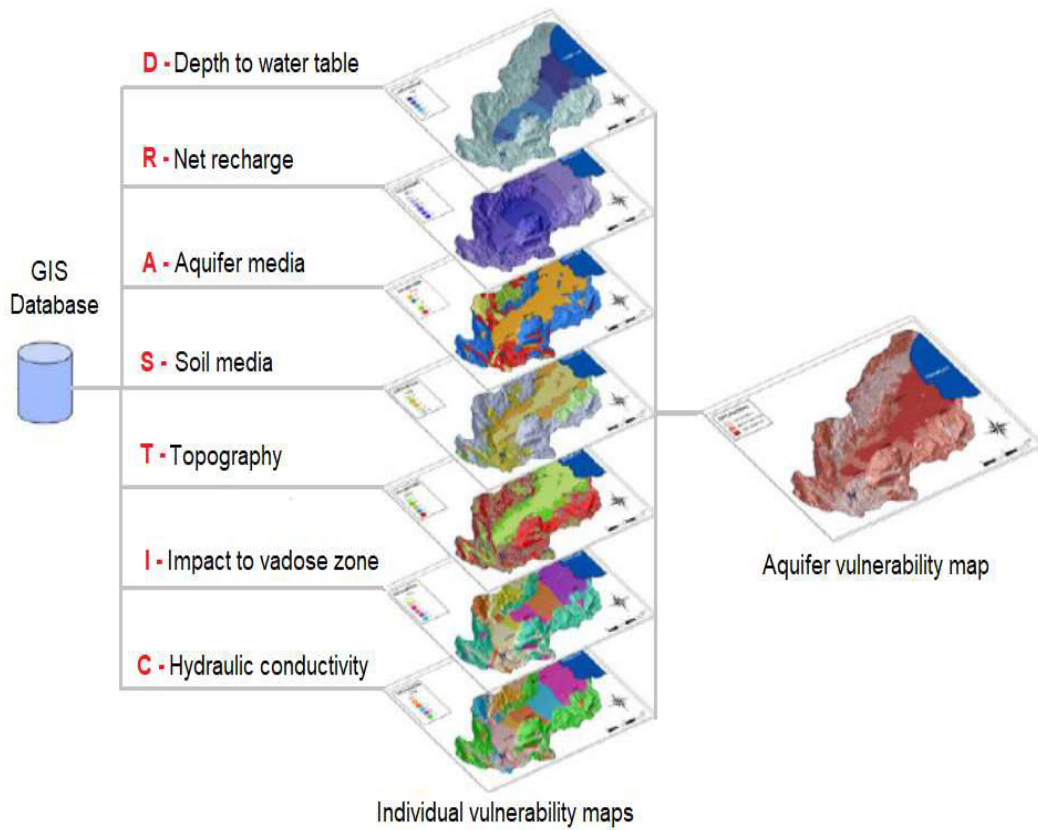 D - Depth to water table
R - Net recharge
A - Aquifer media
GIS
Database
S - Soil media
T - Topography
I - Impact to vadose zone
Aquifer vulnerability map
C - Hydraulic conductivity
Individual vulnerability maps